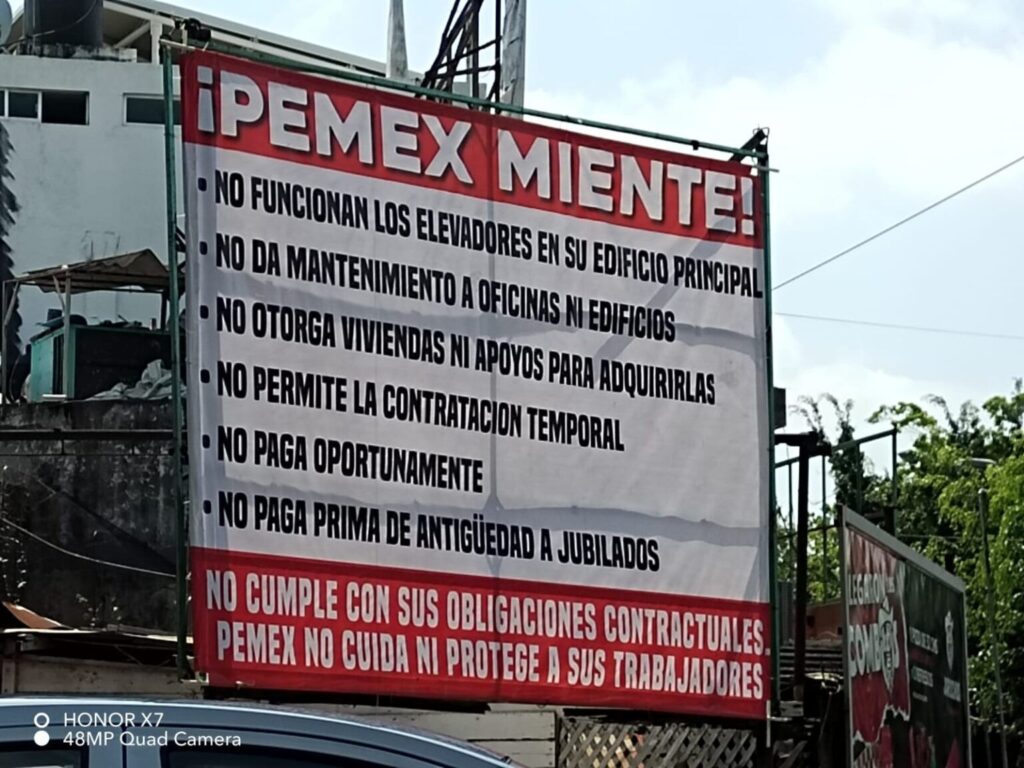 ¡PEMEX MIENTE!
· NO FUNCIONAN LOS ELEVADORES EN SU EDIFICIO PRINCIPAL
· NO DA MANTENIMIENTO A OFICINAS NI EDIFICIOS
· NO OTORGA VIVIENDAS NI APOYOS PARA ADQUIRIRLAS
· NO PERMITE LA CONTRATACION TEMPORAL
· NO PAGA OPORTUNAMENTE
· NO PAGA PRIMA DE ANTIGÜEDAD A JUBILADOS
NO CUMPLE CON SUS OBLIGACIONES CONTRACTUALES.
PEMEX NO CUIDA NI PROTEGE A SUS TRABAJADORES
LLEGARON
COMBOS
HONOR X7
48MP Quad Camera